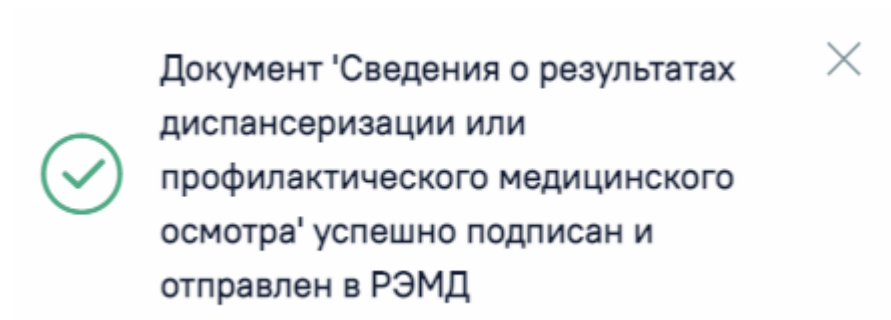 Документ 'Сведения о результатах
диспансеризации или
профилактического медицинского
осмотра' успешно подписан и
отправлен в РЭМД